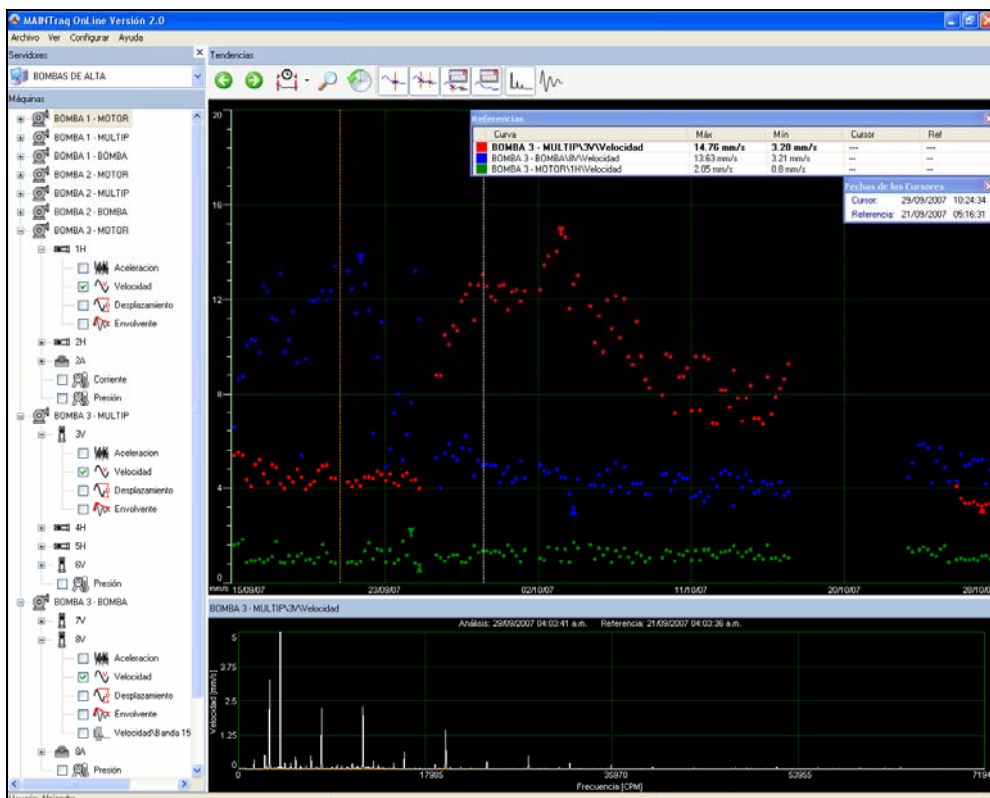 MAINTraq OnLine Versión 2.0
Archivo Ver Configurar Ayuda
Servidores
BOMBAS DE ALTA
Máquinas
BOMBA 1 - MOTOR
BOMBA 1 - MULTIP
BOMBA 1 - BOMBA
BOMBA 2 - MOTOR
BOMBA 2 - MULTIP
BOMBA 2 - BOMBA
BOMBA 3 - MOTOR
1H
Aceleracion
Velocidad
Desplazamiento
Envolvente
2H
2A
Corriente
Presión
BOMBA 3 - MULTIP
3V
Aceleracion
Velocidad
Desplazamiento
Envolvente
4H
5H
6V
Presión
BOMBA 3 - BOMBA
7V
8V
Aceleracion
Velocidad
Desplazamiento
Envolvente
Velocidad\Banda 15
9A
Presión
Tendencias
Referencias
Curva Máx Mín Cursor Ref
BOMBA 3 - MULTIP\3V\Velocidad 14.76 mm/s 3.28 mm/s --- ---
BOMBA 3 - BOMBA\8V\Velocidad 13.63 mm/s 3.21 mm/s --- ---
BOMBA 3 - MOTOR\1H\Velocidad 2.05 mm/s 0.8 mm/s --- ---
Fechas de los Cursores
Cursor: 29/09/2007 10:24:34
Referencia: 21/09/2007 05:16:31
20
16
12
8
4
0
mm/s 15/09/07 23/09/07 02/10/07 11/10/07 20/10/07 28/10/0
BOMBA 3 - MULTIP\3V\Velocidad
Análisis: 29/09/2007 04:03:41 a.m. Referencia: 21/09/2007 04:03:36 a.m.
Velocidad [mm/s]
5
3.75
2.5
1.25
0
0 17985 35970 53955 7194
Frecuencia [CPM]